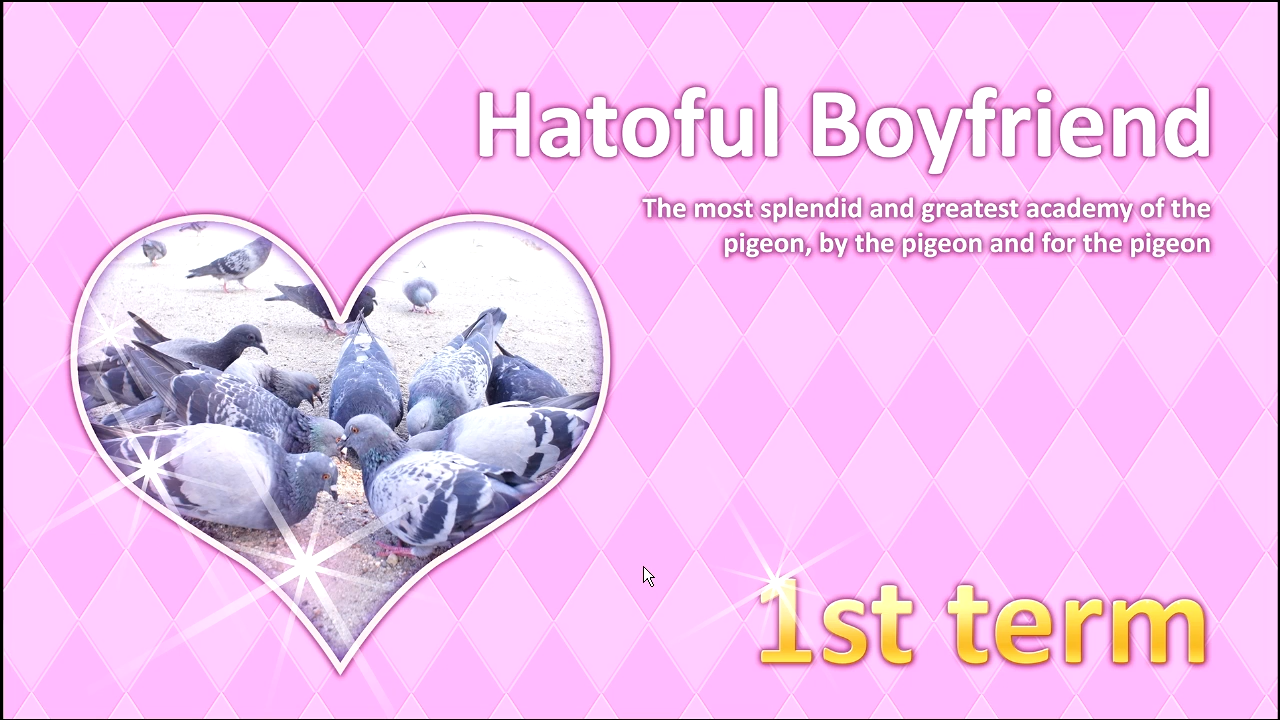 Hatoful Boyfriend
The most splendid and greatest academy of the
pigeon, by the pigeon and for the pigeon
1st term